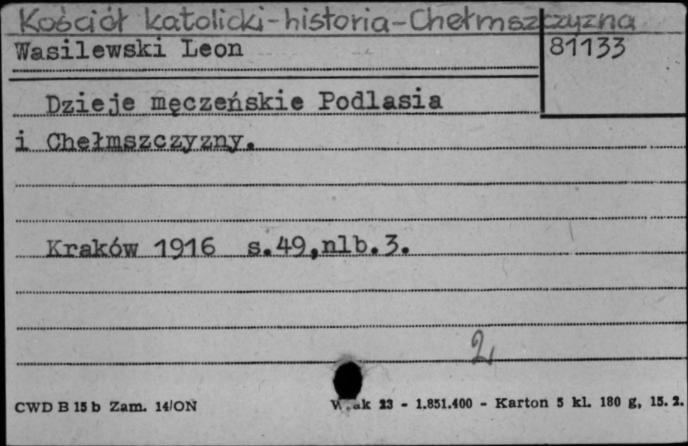 Kościół katolicki-historia-Chełmszczyzna
Wasilewski Leon 81133
Dzieje męczeńskie Podlasia
i Chełmszczyzny.
Kraków 1916 s.49,nlb.3.
2
CWD B 15 b Zam. 14/ON 23 - 1.851.400 - Karton 5 kl. 180 g, 15. 2.